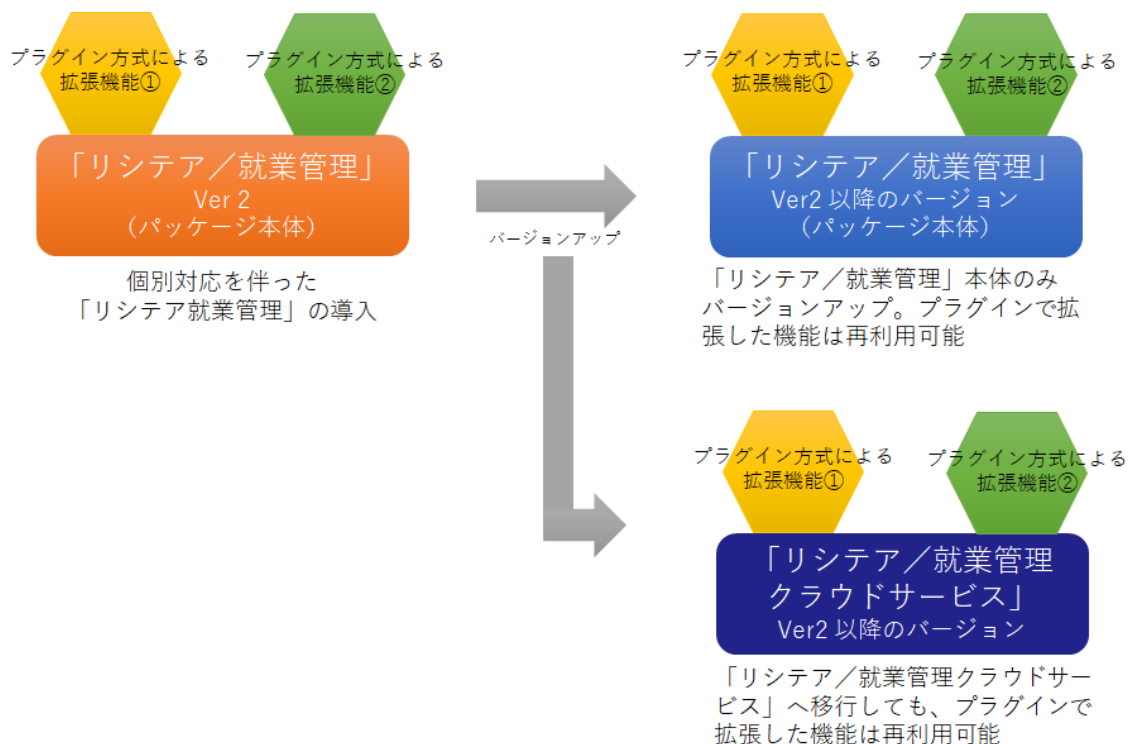 プラグイン方式による
拡張機能①
プラグイン方式による
拡張機能②
「リシテア／就業管理」
Ver 2
（パッケージ本体）
個別対応を伴った
「リシテア就業管理」の導入
バージョンアップ
プラグイン方式による
拡張機能①
プラグイン方式による
拡張機能②
「リシテア／就業管理」
Ver2 以降のバージョン
（パッケージ本体）
「リシテア／就業管理」本体のみ
バージョンアップ。プラグインで拡
張した機能は再利用可能
プラグイン方式による
拡張機能①
プラグイン方式による
拡張機能②
「リシテア／就業管理
クラウドサービス」
Ver2 以降のバージョン
「リシテア／就業管理クラウドサー
ビス」へ移行しても、プラグインで
拡張した機能は再利用可能